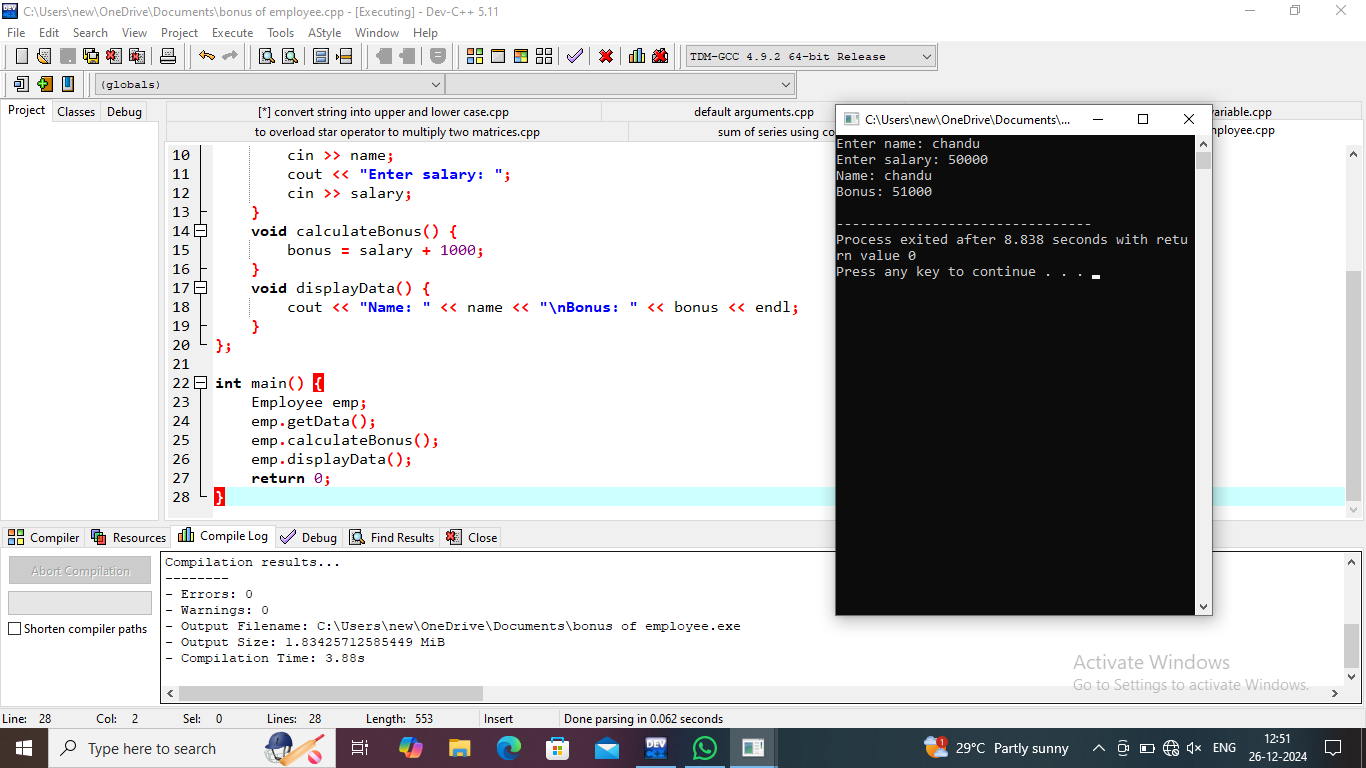 C:\Users\new\OneDrive\Documents\bonus of employee.cpp - [Executing] - Dev-C++ 5.11
File Edit Search View Project Execute Tools AStyle Window Help
TDM-GCC 4.9.2 64-bit Release
(globals)
Project Classes Debug
[*] convert string into upper and lower case.cpp default arguments.cpp variable.cpp
to overload star operator to multiply two matrices.cpp sum of series using co mployee.cpp
10 cin >> name;
11 cout << "Enter salary: ";
12 cin >> salary;
13 }
14 void calculateBonus() {
15 bonus = salary + 1000;
16 }
17 void displayData() {
18 cout << "Name: " << name << "\nBonus: " << bonus << endl;
19 }
20 };
21
22 int main() {
23 Employee emp;
24 emp.getData();
25 emp.calculateBonus();
26 emp.displayData();
27 return 0;
28 }
C:\Users\new\OneDrive\Documents\...
Enter name: chandu
Enter salary: 50000
Name: chandu
Bonus: 51000
--------------------------------
Process exited after 8.838 seconds with retu
rn value 0
Press any key to continue . . .
Compiler Resources Compile Log Debug Find Results Close
Abort Compilation
Shorten compiler paths
Compilation results...
--------
- Errors: 0
- Warnings: 0
- Output Filename: C:\Users\new\OneDrive\Documents\bonus of employee.exe
- Output Size: 1.83425712585449 MiB
- Compilation Time: 3.88s
Activate Windows
Go to Settings to activate Windows.
Line: 28 Col: 2 Sel: 0 Lines: 28 Length: 553 Insert Done parsing in 0.062 seconds
Type here to search
DEV
1
29°C Partly sunny
ENG
12:51
26-12-2024